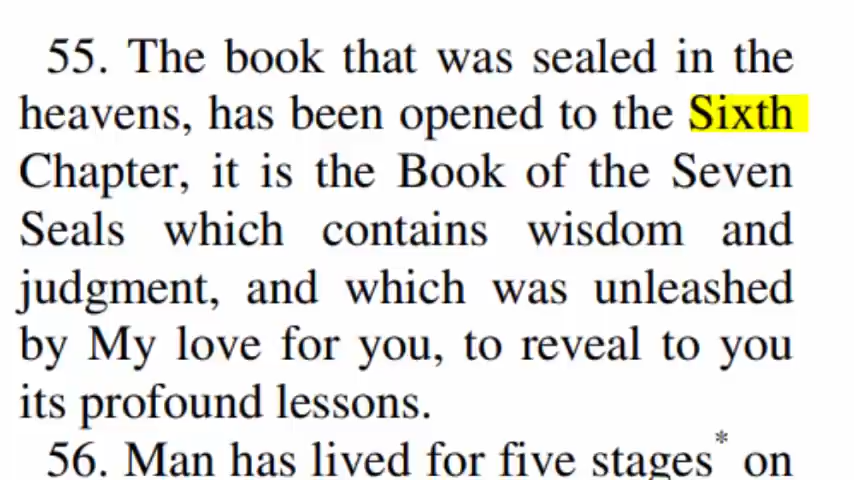 55. The book that was sealed in the
heavens, has been opened to the Sixth
Chapter, it is the Book of the Seven
Seals which contains wisdom and
judgment, and which was unleashed
by My love for you, to reveal to you
its profound lessons.
56. Man has lived for five stages* on